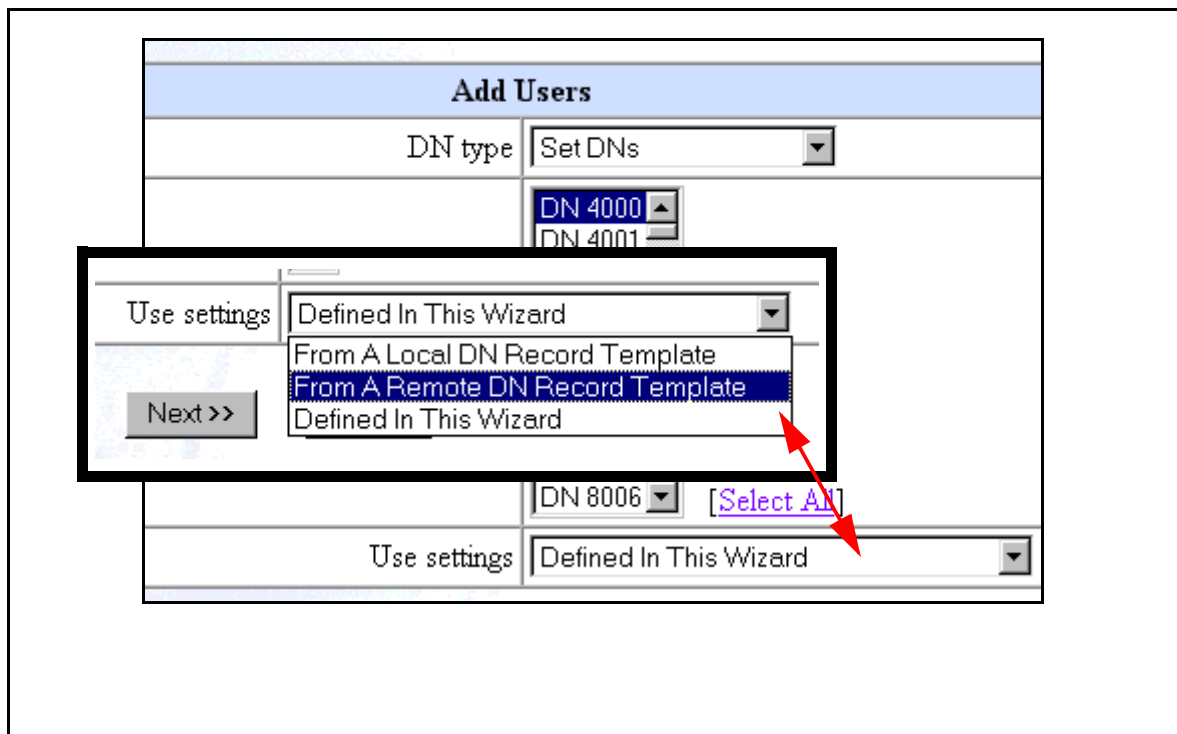 Add Users
DN type Set DNs
DN 4000
DN 4001
Use settings Defined In This Wizard
From A Local DN Record Template
From A Remote DN Record Template
Next >> Defined In This Wizard
DN 8006 [Select All]
Use settings Defined In This Wizard